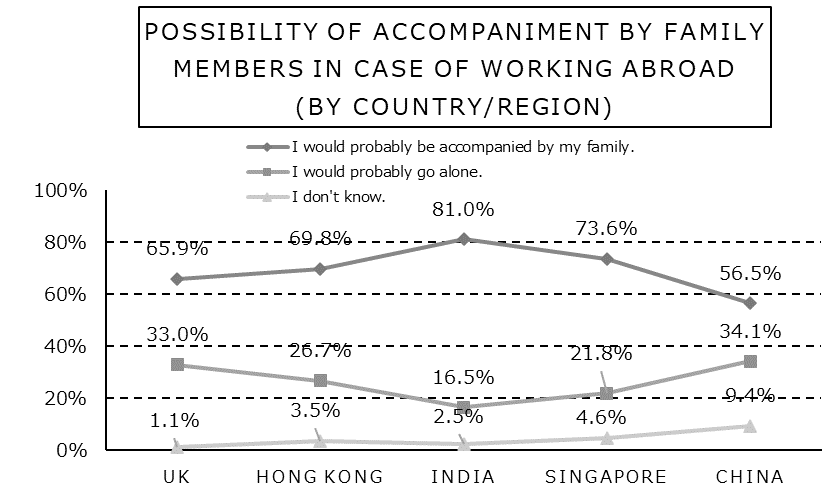 POSSIBILITY OF ACCOMPANIMENT BY FAMILY
MEMBERS IN CASE OF WORKING ABROAD
(BY COUNTRY/REGION)
I would probably be accompanied by my family.
I would probably go alone.
I don't know.
100%
80%
60%
40%
20%
0%
65.9%
69.8%
81.0%
73.6%
56.5%
33.0%
26.7%
16.5%
21.8%
34.1%
1.1%
3.5%
2.5%
4.6%
9.4%
UK
HONG KONG
INDIA
SINGAPORE
CHINA